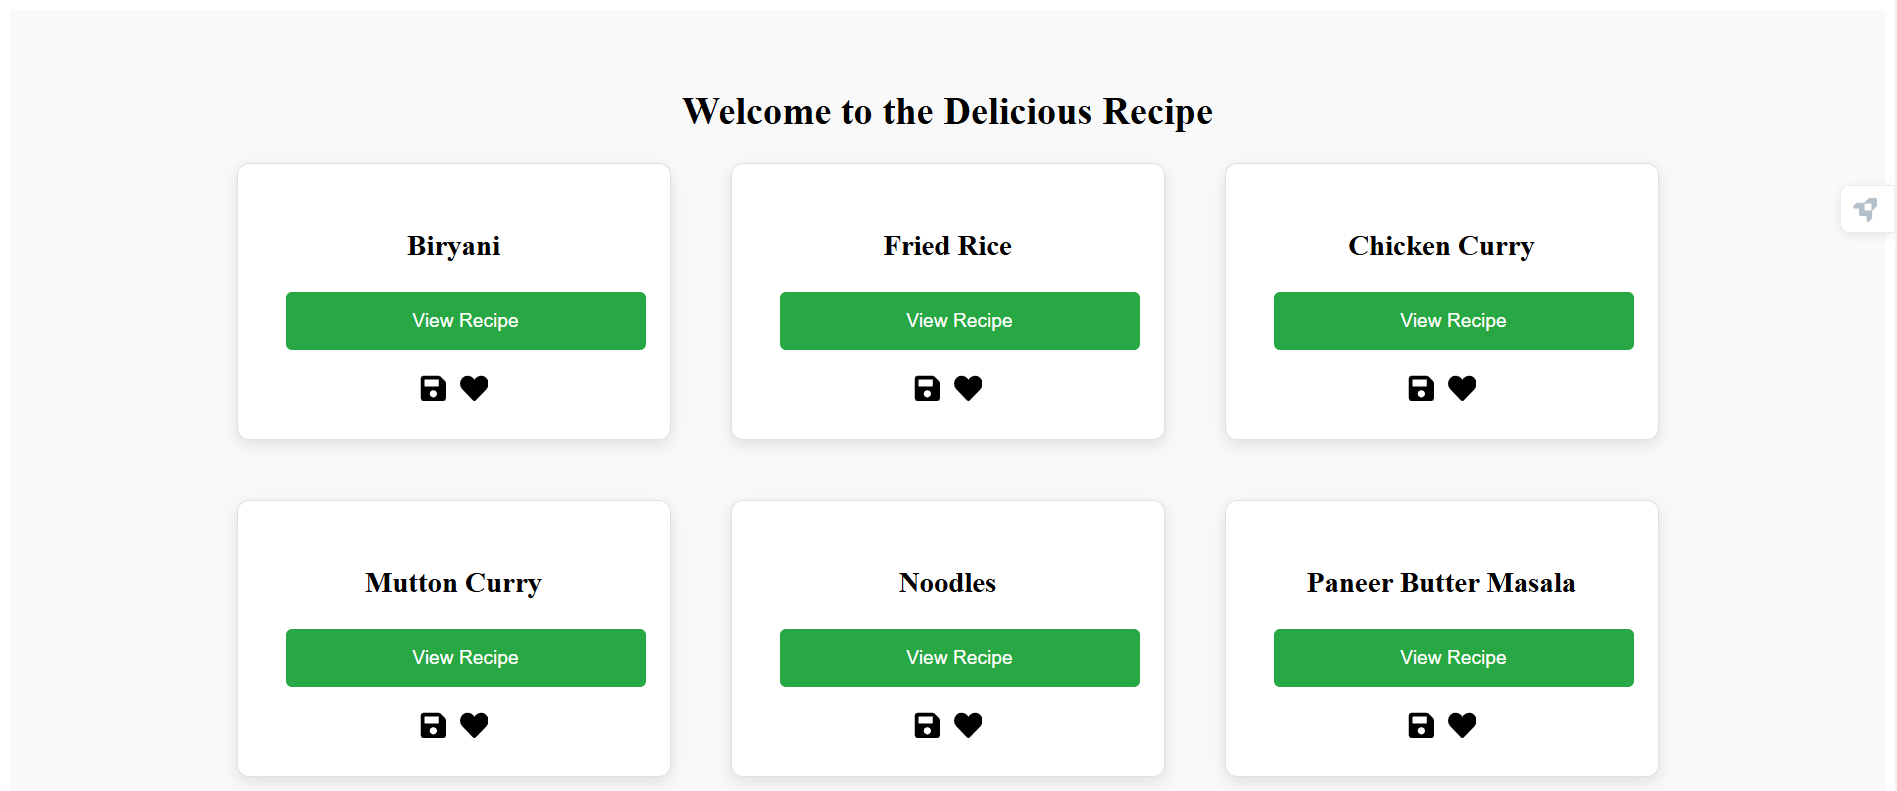 Welcome to the Delicious Recipe
Biryani
Fried Rice
Chicken Curry
View Recipe
View Recipe
View Recipe
Mutton Curry
Noodles
Paneer Butter Masala
View Recipe
View Recipe
View Recipe